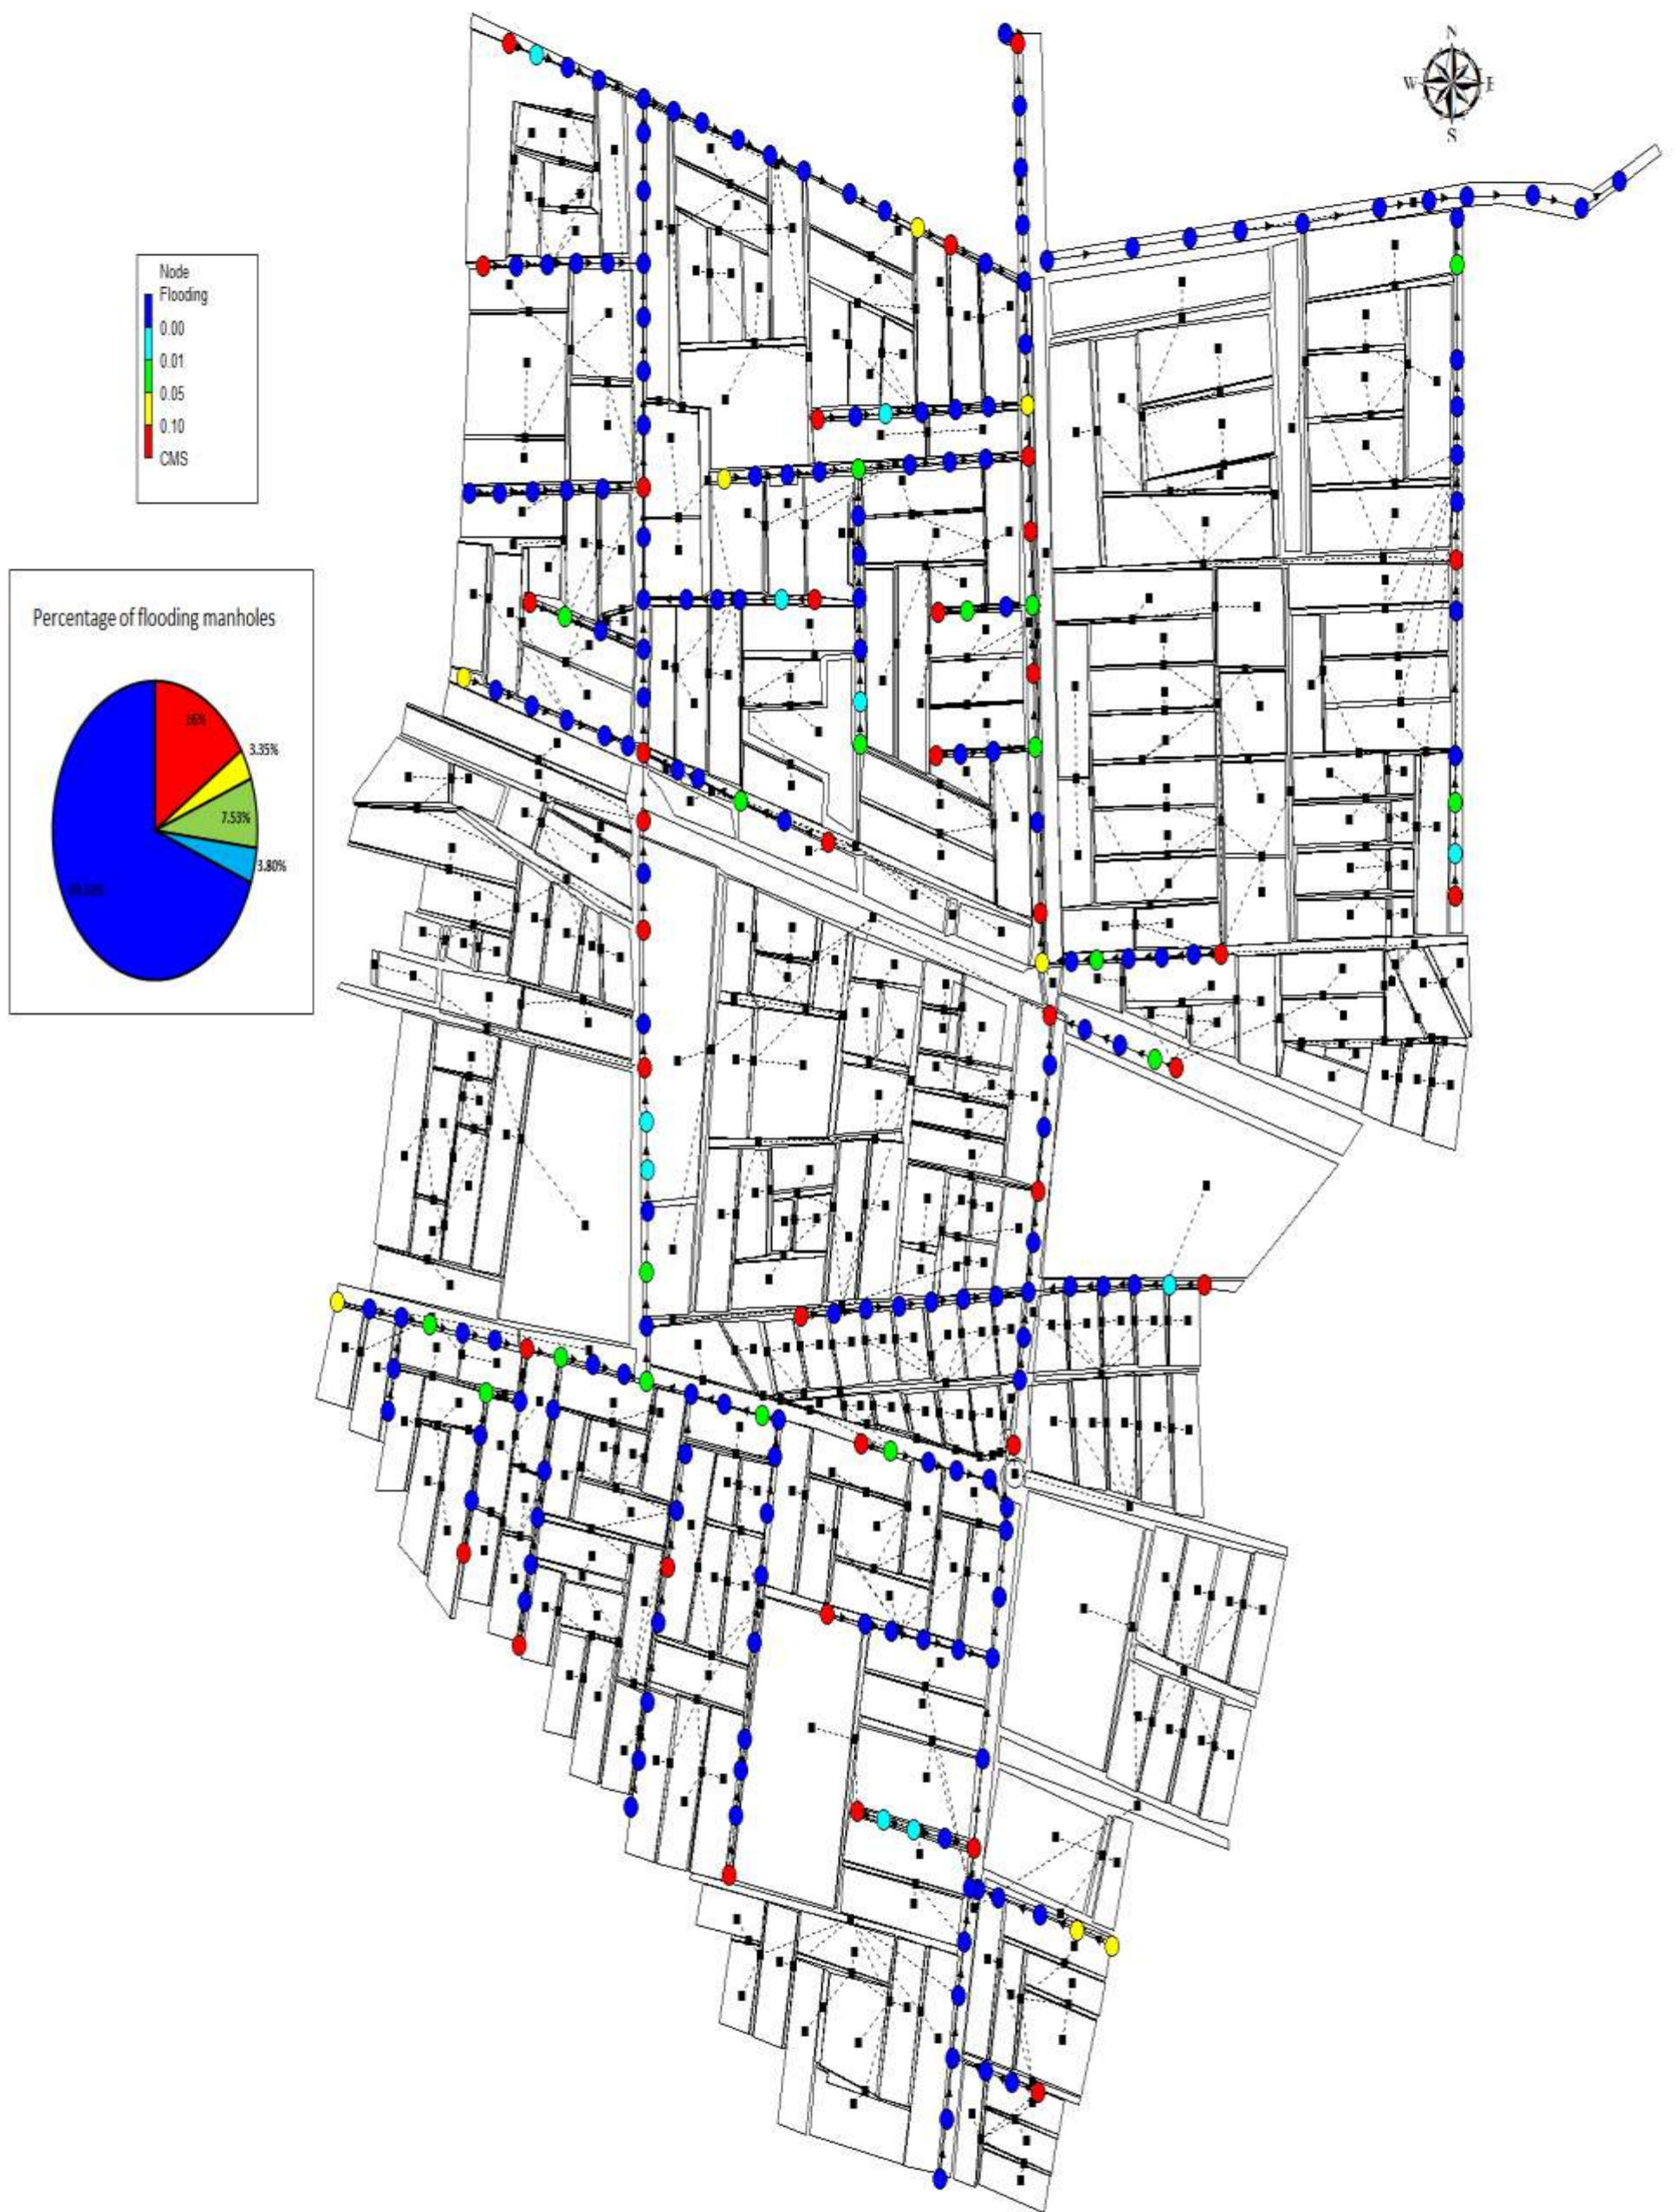 N
W
E
S
Node
Flooding
0.00
0.01
0.05
0.10
CMS
Percentage of flooding manholes
16%
3.35%
7.53%
3.80%